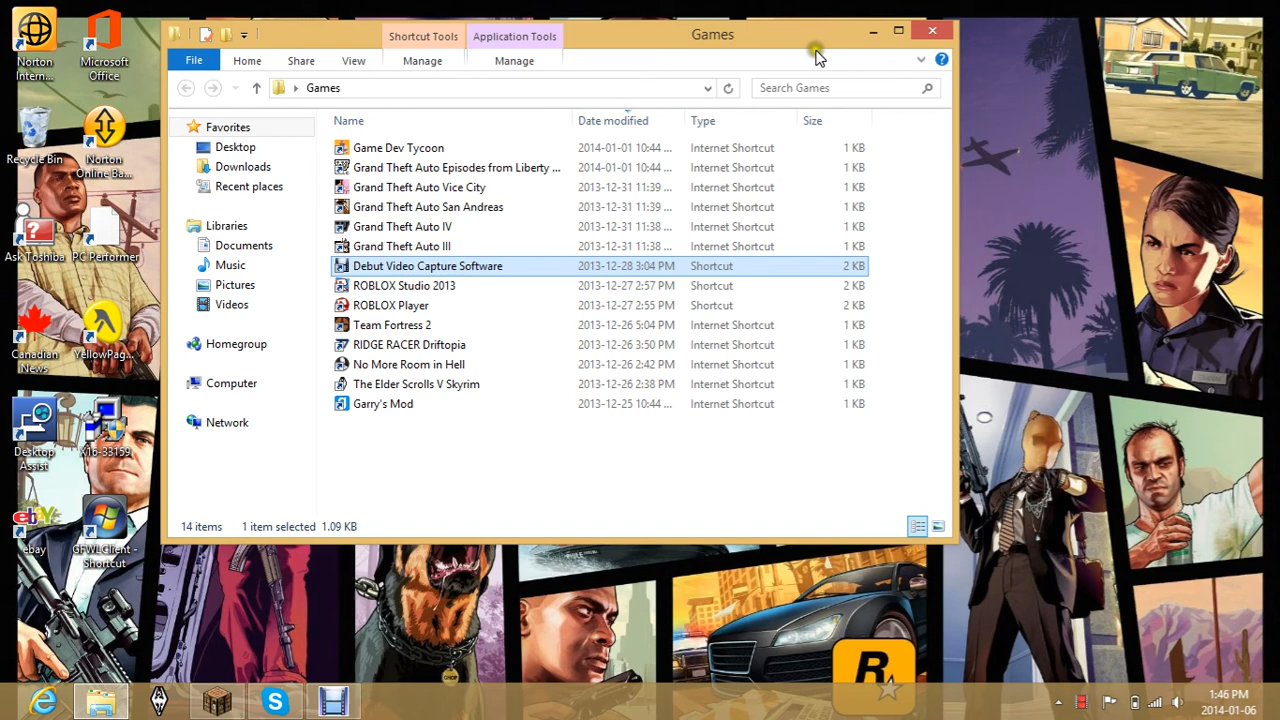 Norton Intern...
Microsoft Office
Recycle Bin
Norton Online Ba...
Ask Toshiba
PC Performer
Canadian News
YellowPag...
Desktop Assist
X16-33159
ebay
GFWLClient - Shortcut
Shortcut Tools
Application Tools
Games
File
Home
Share
View
Manage
Manage
Games
Search Games
Favorites
Desktop
Downloads
Recent places
Libraries
Documents
Music
Pictures
Videos
Homegroup
Computer
Network
Name Date modified Type Size
Game Dev Tycoon 2014-01-01 10:44 ... Internet Shortcut 1 KB
Grand Theft Auto Episodes from Liberty ... 2014-01-01 10:44 ... Internet Shortcut 1 KB
Grand Theft Auto Vice City 2013-12-31 11:39 ... Internet Shortcut 1 KB
Grand Theft Auto San Andreas 2013-12-31 11:39 ... Internet Shortcut 1 KB
Grand Theft Auto IV 2013-12-31 11:38 ... Internet Shortcut 1 KB
Grand Theft Auto III 2013-12-31 11:38 ... Internet Shortcut 1 KB
Debut Video Capture Software 2013-12-28 3:04 PM Shortcut 2 KB
ROBLOX Studio 2013 2013-12-27 2:57 PM Shortcut 2 KB
ROBLOX Player 2013-12-27 2:55 PM Shortcut 2 KB
Team Fortress 2 2013-12-26 5:04 PM Internet Shortcut 1 KB
RIDGE RACER Driftopia 2013-12-26 3:50 PM Internet Shortcut 1 KB
No More Room in Hell 2013-12-26 2:42 PM Internet Shortcut 1 KB
The Elder Scrolls V Skyrim 2013-12-26 2:38 PM Internet Shortcut 1 KB
Garry's Mod 2013-12-25 10:44 ... Internet Shortcut 1 KB
14 items 1 item selected 1.09 KB
R
1:46 PM
2014-01-06